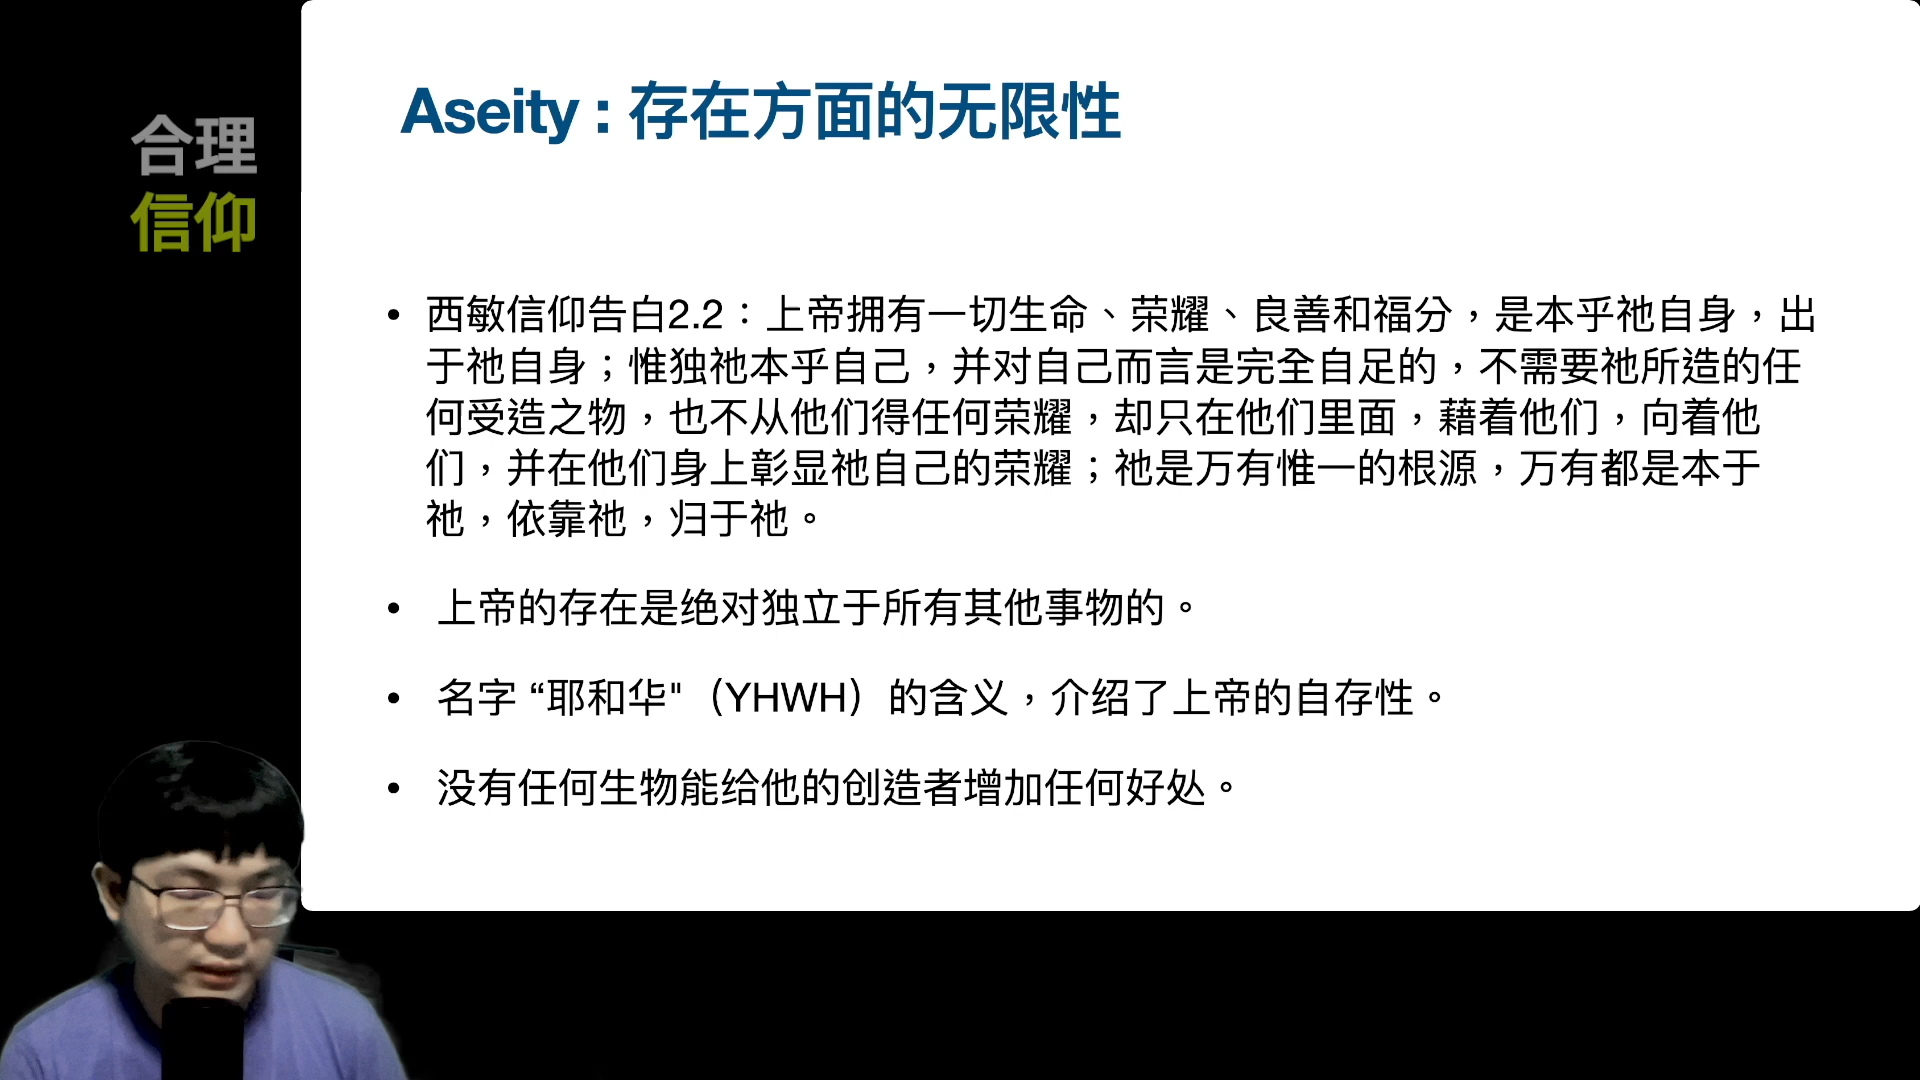 合理
信仰
Aseity : 存在方面的无限性
• 西敏信仰告白2.2：上帝拥有一切生命、荣耀、良善和福分，是本乎祂自身，出
于祂自身；惟独祂本乎自己，并对自己而言是完全自足的，不需要祂所造的任
何受造之物，也不从他们得任何荣耀，却只在他们里面，藉着他们，向着他
们，并在他们身上彰显祂自己的荣耀；祂是万有惟一的根源，万有都是本于
祂，依靠祂，归于祂。
• 上帝的存在是绝对独立于所有其他事物的。
• 名字 “耶和华"（YHWH）的含义，介绍了上帝的自存性。
• 没有任何生物能给他的创造者增加任何好处。